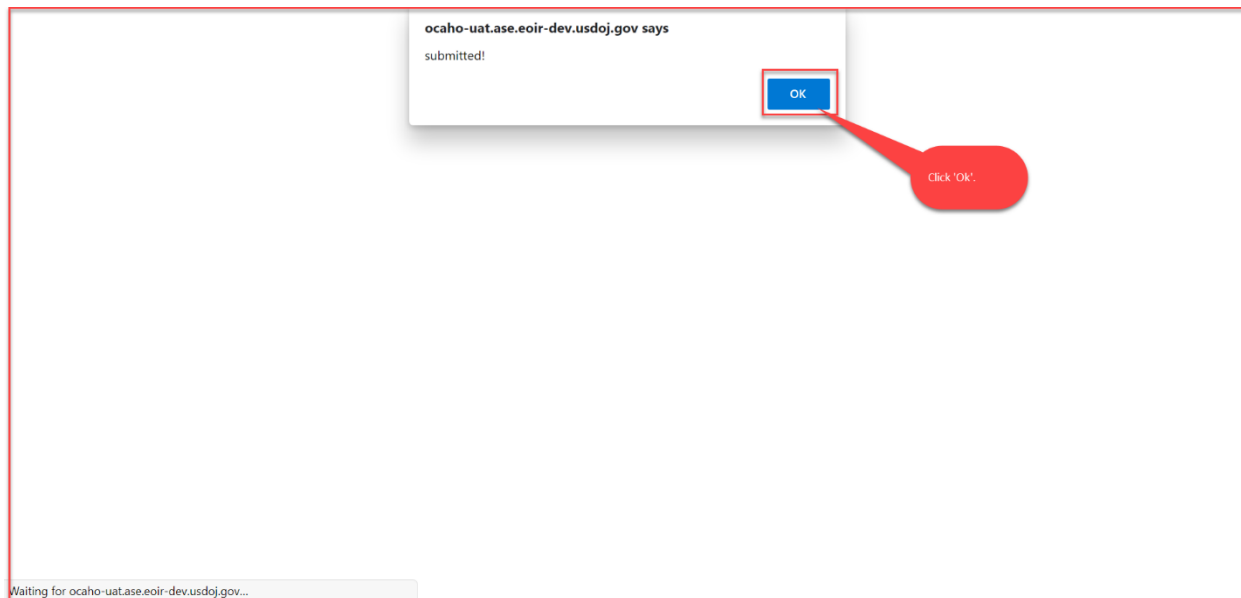 ocaho-uat.ase.eoir-dev.usdoj.gov says
submitted!
OK
Click 'Ok'.
Waiting for ocaho-uat.ase.eoir-dev.usdoj.gov...